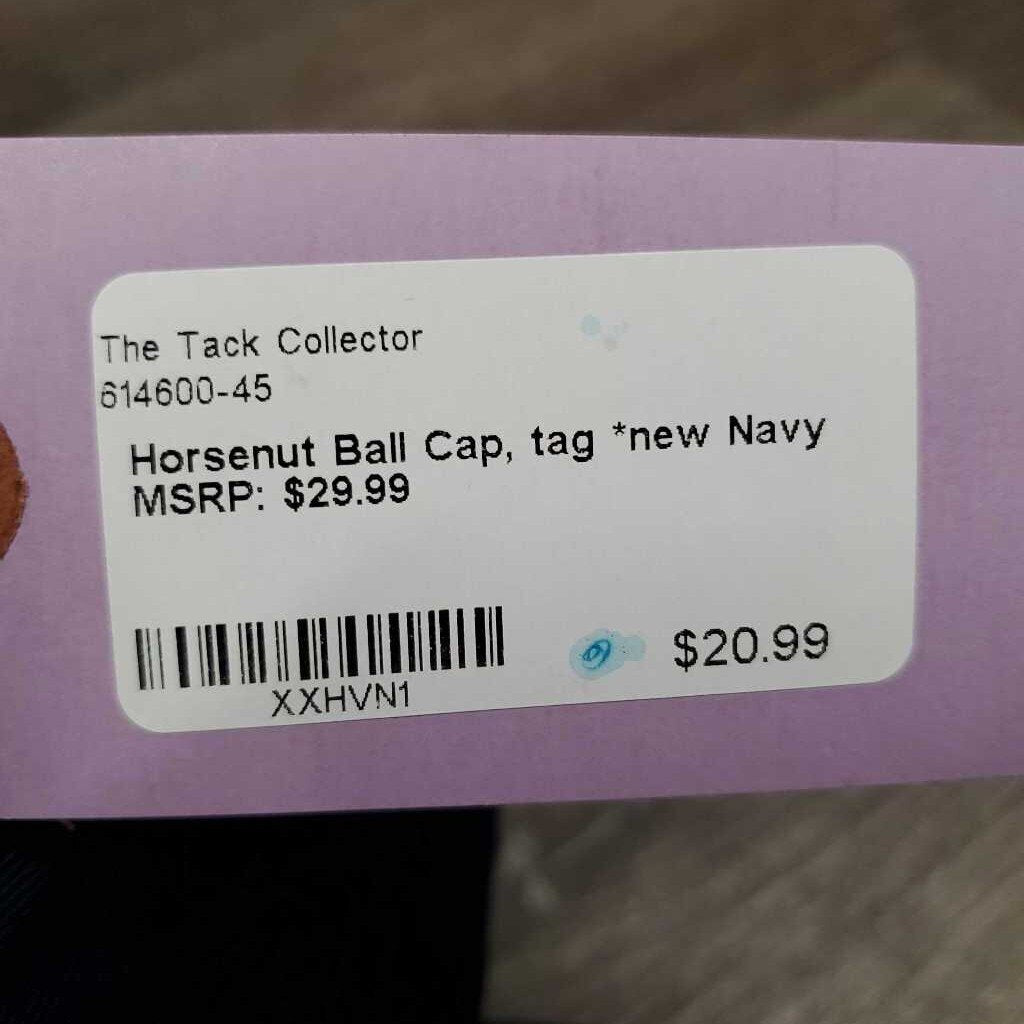 The Tack Collector
614600-45
Horsenut Ball Cap, tag *new Navy
MSRP: $29.99
$20.99
XXHVN1